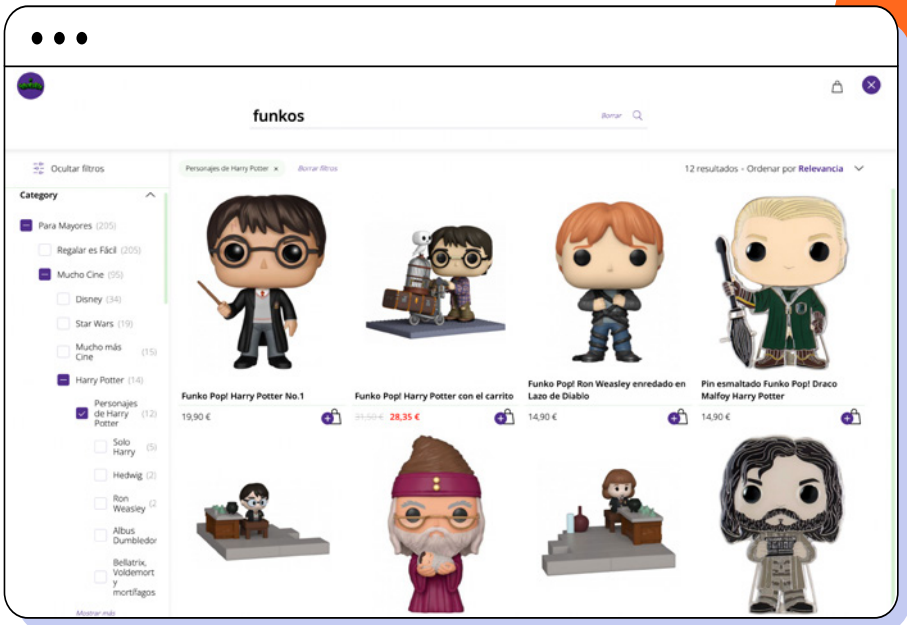 funkos
Borrar
Ocultar filtros
Personajes de Harry Potter ×
Borrar filtros
12 resultados - Ordenar por Relevancia
Category
Para Mayores (205)
Regalar es Fácil (205)
Mucho Cine (95)
Disney (34)
Star Wars (19)
Mucho más
Cine (15)
Harry Potter (14)
Personajes
de Harry (12)
Potter
Solo
Harry (5)
Hedwig (2)
Ron
Weasley (2
Albus
Dumbledor
Bellatrix,
Voldemort
y
mortífagos
Mostrar más
Funko Pop! Harry Potter No.1
19,90 €
Funko Pop! Harry Potter con el carrito
31,50 € 28,35 €
Funko Pop! Ron Weasley enredado en
Lazo de Diablo
14,90 €
Pin esmaltado Funko Pop! Draco
Malfoy Harry Potter
14,90 €